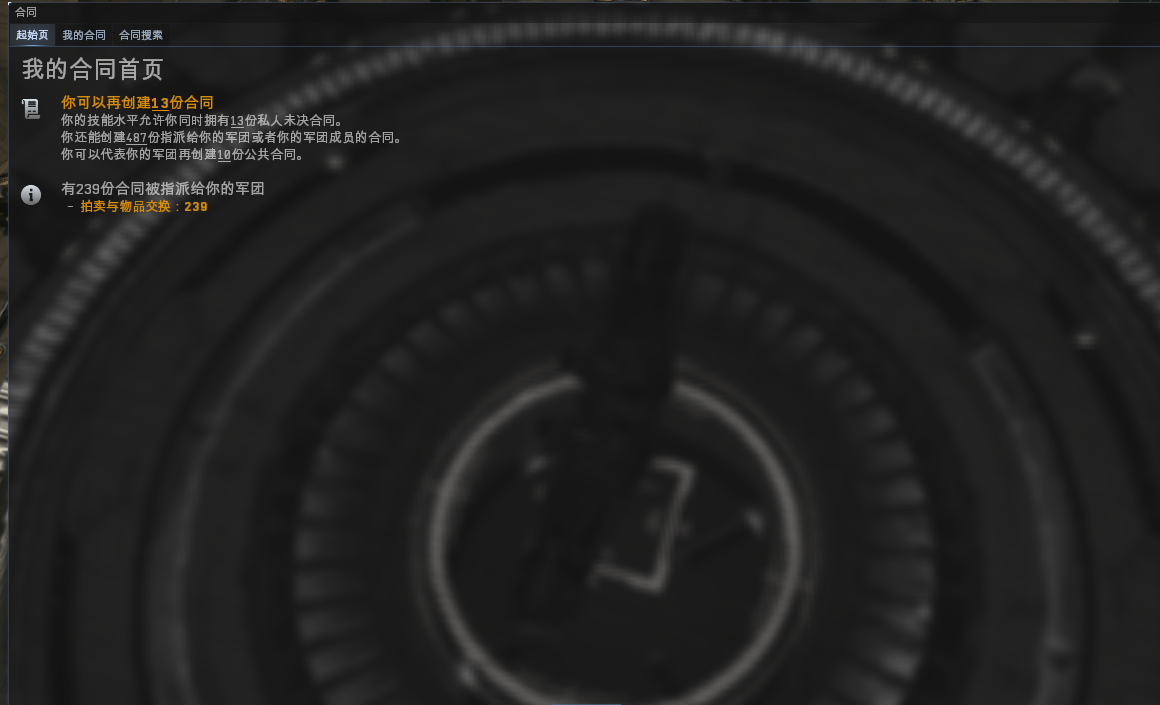 合同
起始页 我的合同 合同搜索
我的合同首页
你可以再创建13份合同
你的技能水平允许你同时拥有13份私人未决合同。
你还能创建487份指派给你的军团或者你的军团成员的合同。
你可以代表你的军团再创建10份公共合同。
有239份合同被指派给你的军团
- 拍卖与物品交换：239